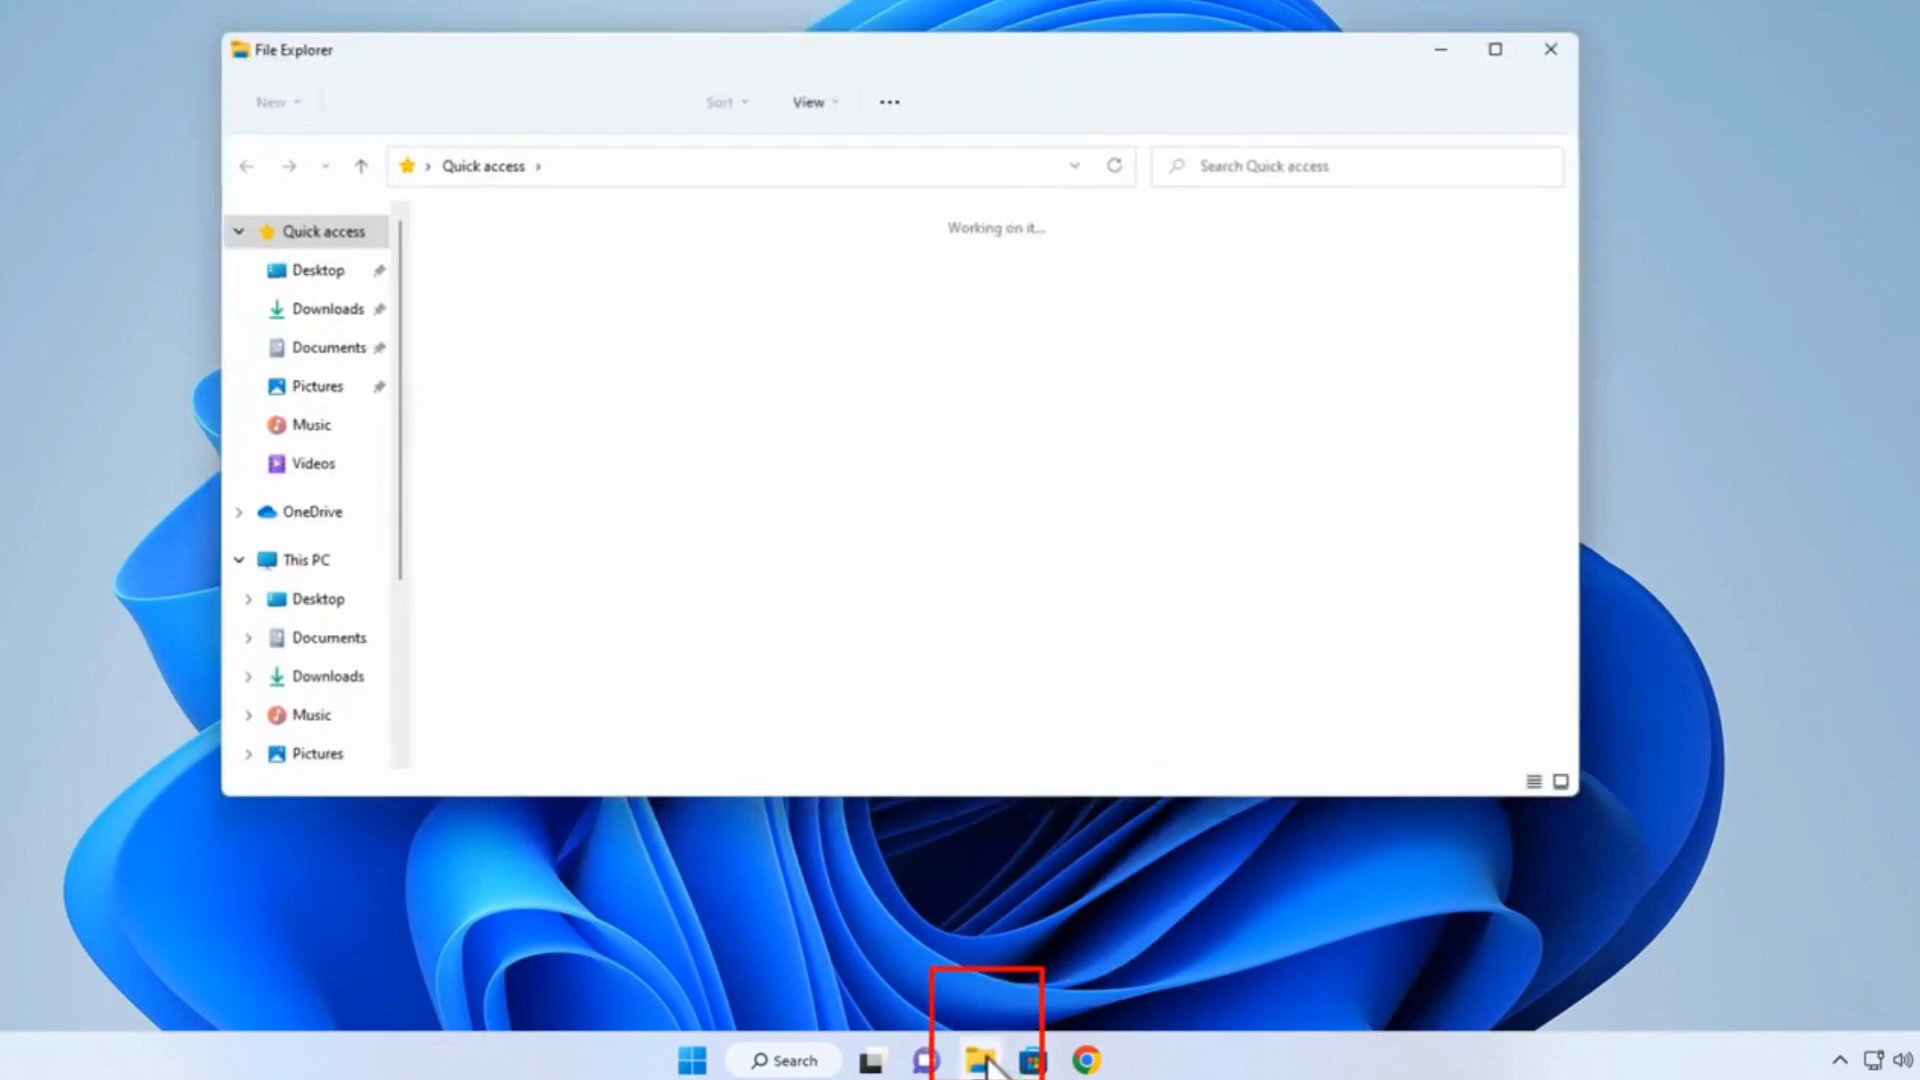 File Explorer
New
Sort
View
Quick access
Search Quick access
Working on it...
Quick access
Desktop
Downloads
Documents
Pictures
Music
Videos
OneDrive
This PC
Desktop
Documents
Downloads
Music
Pictures
Search